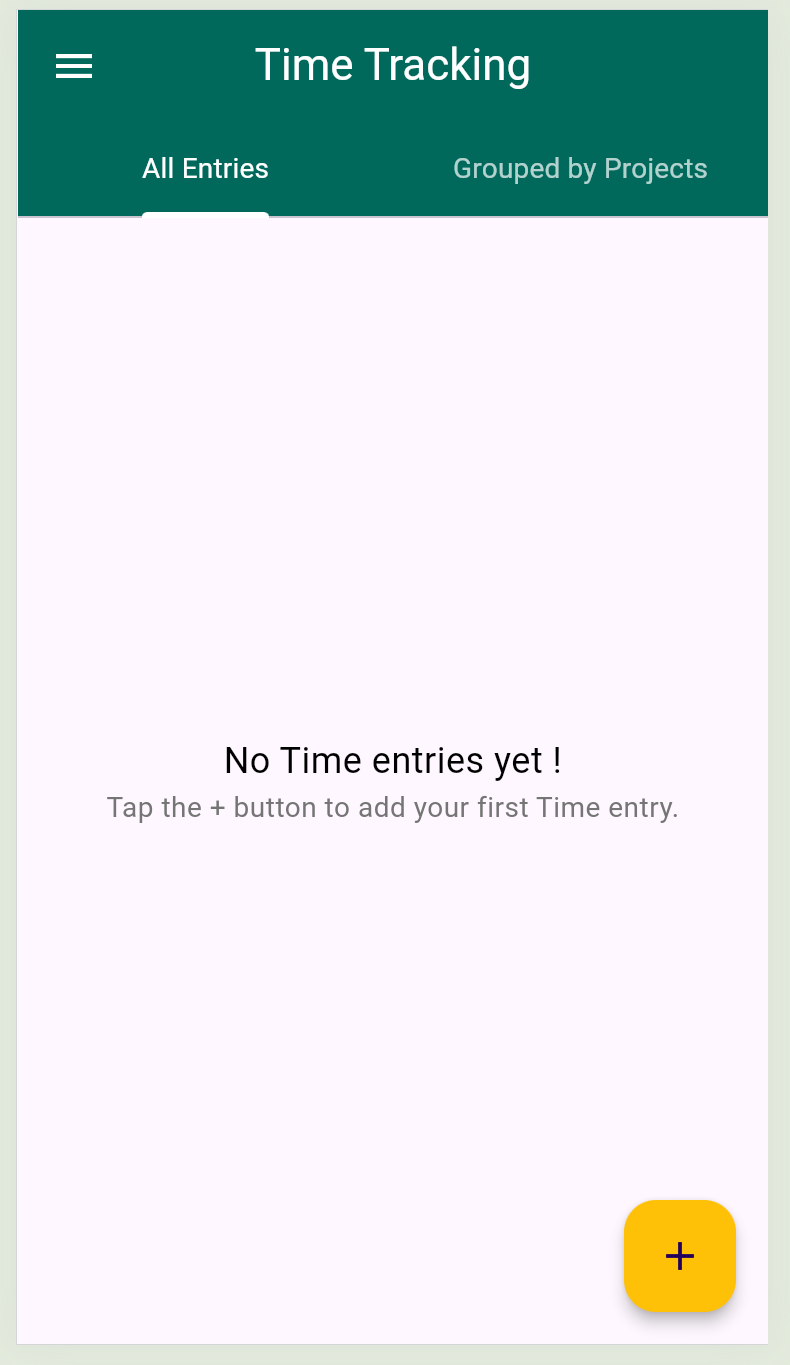 Time Tracking
All Entries
Grouped by Projects
No Time entries yet !
Tap the + button to add your first Time entry.
+